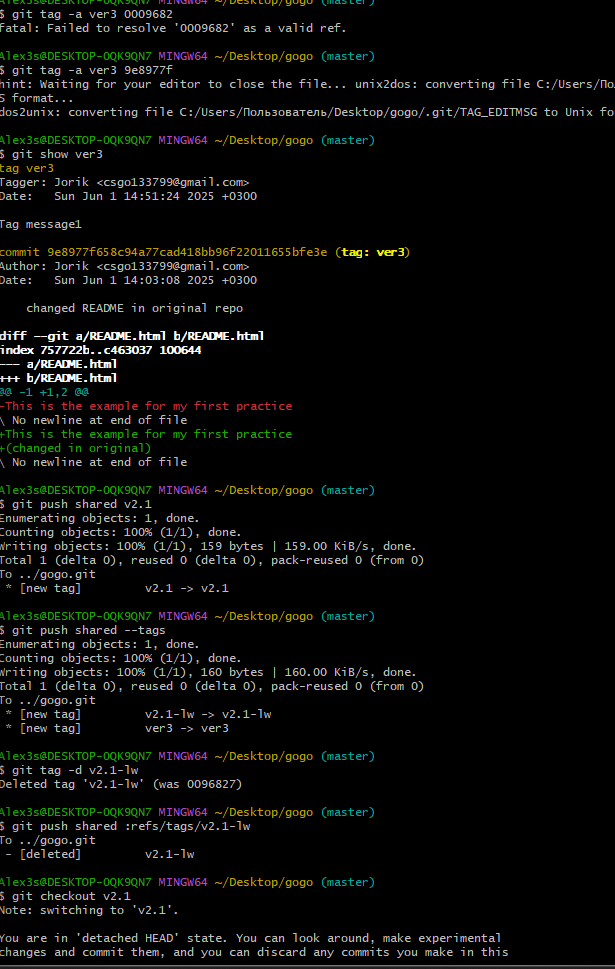 $ git tag -a ver3 0009682
fatal: Failed to resolve '0009682' as a valid ref.
Alex3s@DESKTOP-OQK9QN7 MINGW64 ~/Desktop/gogo (master)
$ git tag -a ver3 9e8977f
hint: Waiting for your editor to close the file... unix2dos: converting file C:/Users/По
S format...
dos2unix: converting file C:/Users/Пользователь/Desktop/gogo/.git/TAG_EDITMSG to Unix fo
Alex3s@DESKTOP-OQK9QN7 MINGW64 ~/Desktop/gogo (master)
$ git show ver3
tag ver3
Tagger: Jorik <csgo133799@gmail.com>
Date:   Sun Jun 1 14:51:24 2025 +0300
Tag message1
commit 9e8977f658c94a77cad418bb96f22011655bfe3e (tag: ver3)
Author: Jorik <csgo133799@gmail.com>
Date:   Sun Jun 1 14:03:08 2025 +0300
changed README in original repo
diff --git a/README.html b/README.html
index 757722b..c463037 100644
--- a/README.html
+++ b/README.html
@@ -1 +1,2 @@
-This is the example for my first practice
\ No newline at end of file
+This is the example for my first practice
+(changed in original)
\ No newline at end of file
Alex3s@DESKTOP-OQK9QN7 MINGW64 ~/Desktop/gogo (master)
$ git push shared v2.1
Enumerating objects: 1, done.
Counting objects: 100% (1/1), done.
Writing objects: 100% (1/1), 159 bytes | 159.00 KiB/s, done.
Total 1 (delta 0), reused 0 (delta 0), pack-reused 0 (from 0)
To ../gogo.git
* [new tag]         v2.1 -> v2.1
Alex3s@DESKTOP-OQK9QN7 MINGW64 ~/Desktop/gogo (master)
$ git push shared --tags
Enumerating objects: 1, done.
Counting objects: 100% (1/1), done.
Writing objects: 100% (1/1), 160 bytes | 160.00 KiB/s, done.
Total 1 (delta 0), reused 0 (delta 0), pack-reused 0 (from 0)
To ../gogo.git
* [new tag]         v2.1-lw -> v2.1-lw
* [new tag]         ver3 -> ver3
Alex3s@DESKTOP-OQK9QN7 MINGW64 ~/Desktop/gogo (master)
$ git tag -d v2.1-lw
Deleted tag 'v2.1-lw' (was 0096827)
Alex3s@DESKTOP-OQK9QN7 MINGW64 ~/Desktop/gogo (master)
$ git push shared :refs/tags/v2.1-lw
To ../gogo.git
- [deleted]         v2.1-lw
Alex3s@DESKTOP-OQK9QN7 MINGW64 ~/Desktop/gogo (master)
$ git checkout v2.1
Note: switching to 'v2.1'.
You are in 'detached HEAD' state. You can look around, make experimental
changes and commit them, and you can discard any commits you make in this